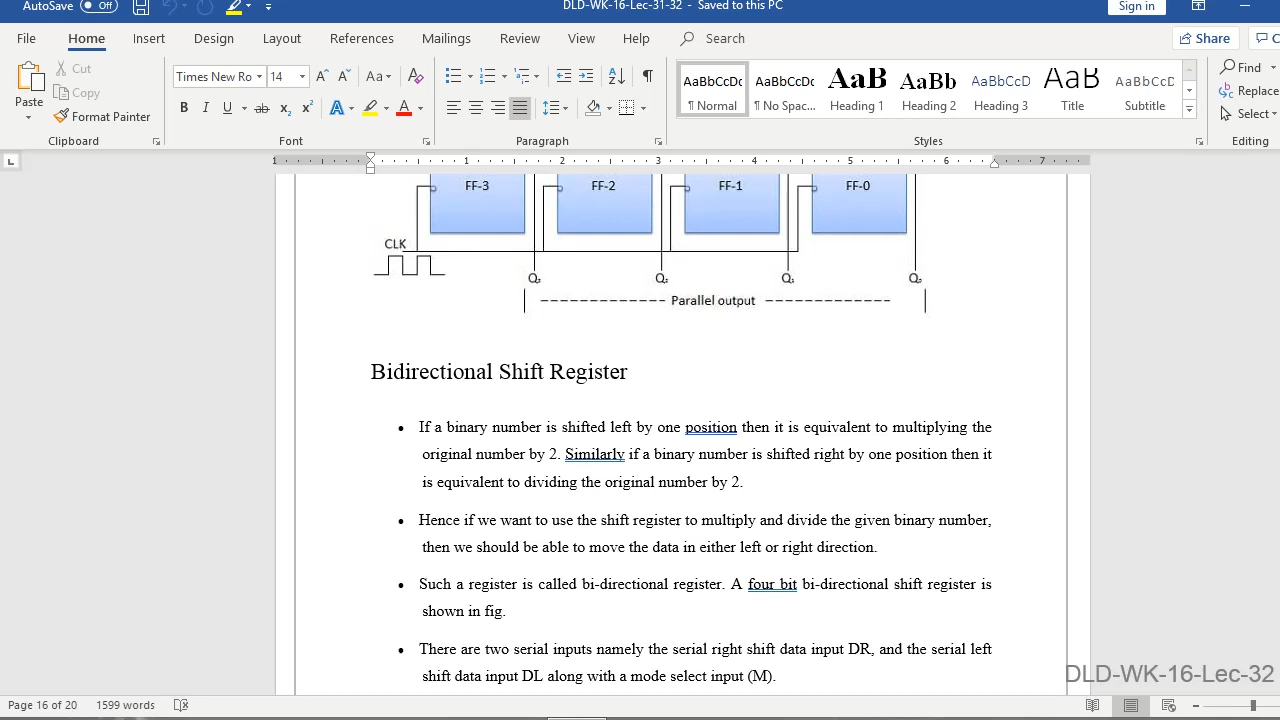 AutoSave Off DLD-WK-16-Lec-31-32 - Saved to this PC Sign in
File Home Insert Design Layout References Mailings Review View Help Search Share
Paste Cut Copy Format Painter
Times New Ro 14
AaBbCcDc AaBbCcDc AaB AaBb AaBbCcD AaB AaBbCcD
¶ Normal ¶ No Spac... Heading 1 Heading 2 Heading 3 Title Subtitle
Find
Replace
Select
Clipboard Font Paragraph Styles Editing
1 1 2 3 4 5 6 7
FF-3 FF-2 FF-1 FF-0
CLK
Parallel output
Bidirectional Shift Register
• If a binary number is shifted left by one position then it is equivalent to multiplying the
original number by 2. Similarly if a binary number is shifted right by one position then it
is equivalent to dividing the original number by 2.
• Hence if we want to use the shift register to multiply and divide the given binary number,
then we should be able to move the data in either left or right direction.
• Such a register is called bi-directional register. A four bit bi-directional shift register is
shown in fig.
• There are two serial inputs namely the serial right shift data input DR, and the serial left
shift data input DL along with a mode select input (M).
DLD-WK-16-Lec-32
Page 16 of 20 1599 words